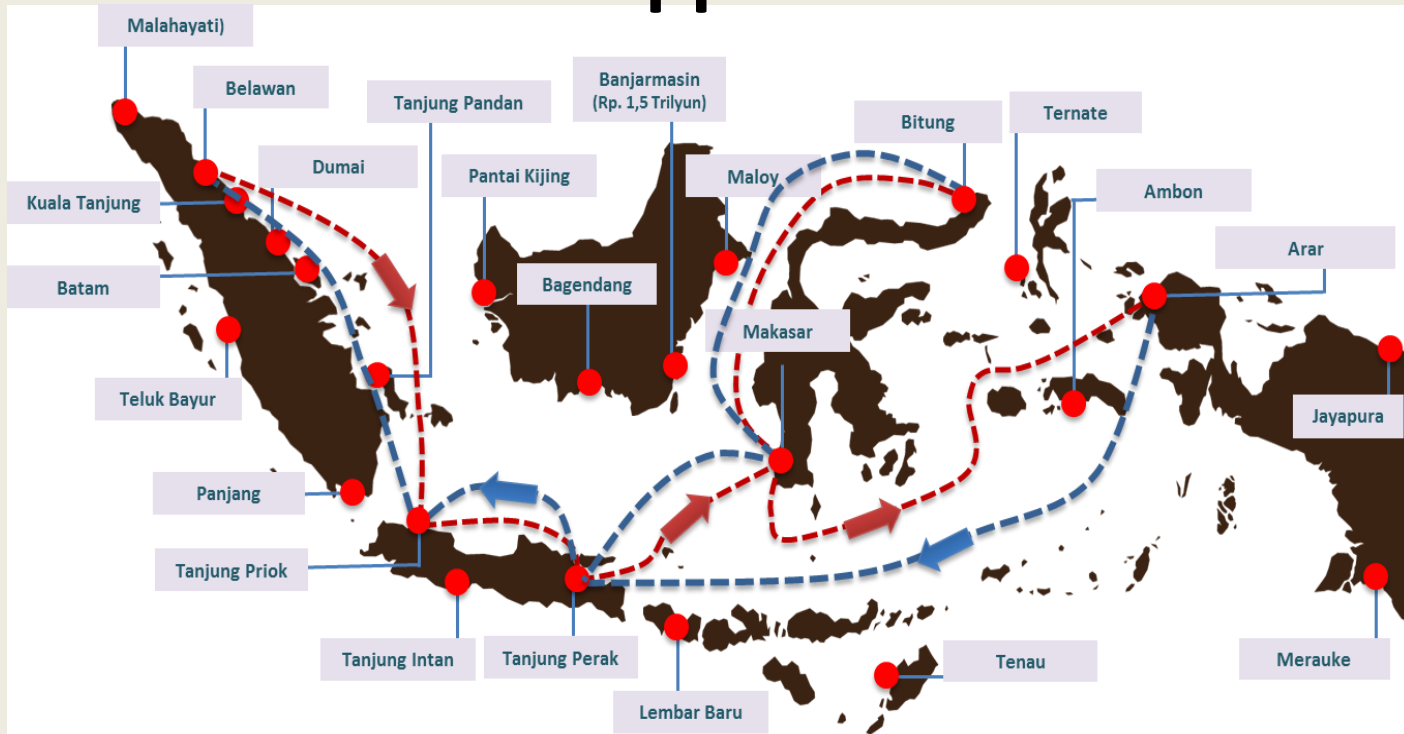 Malahayati)
Belawan
Tanjung Pandan
Banjarmasin
(Rp. 1,5 Trilyun)
Bitung
Ternate
Dumai
Pantai Kijing
Maloy
Ambon
Kuala Tanjung
Arar
Batam
Bagendang
Makasar
Teluk Bayur
Jayapura
Panjang
Tanjung Priok
Tanjung Intan
Tanjung Perak
Tenau
Merauke
Lembar Baru